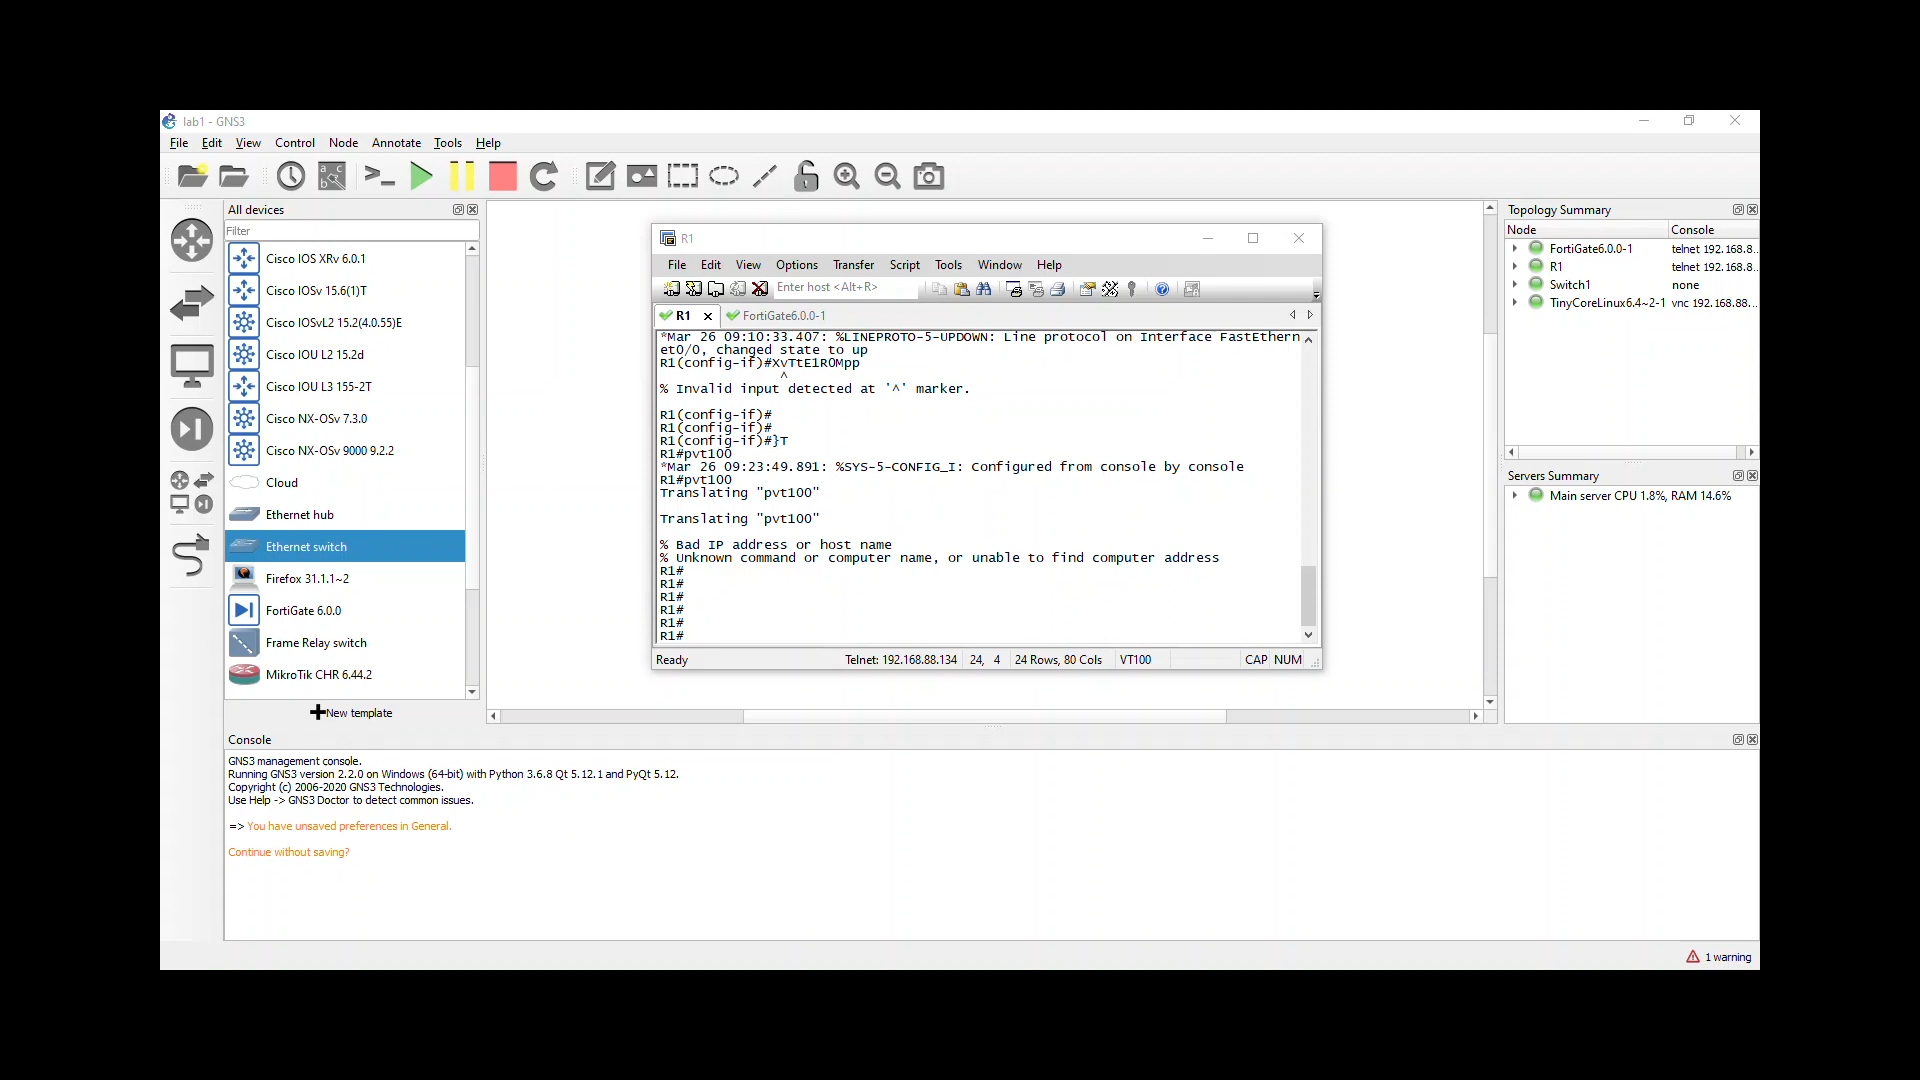 lab1 - GNS3
File Edit View Control Node Annotate Tools Help
All devices
Filter
Cisco IOS XRv 6.0.1
Cisco IOSv 15.6(1)T
Cisco IOSvL2 15.2(4.0.55)E
Cisco IOU L2 15.2d
Cisco IOU L3 155-2T
Cisco NX-OSv 7.3.0
Cisco NX-OSv 9000 9.2.2
Cloud
Ethernet hub
Ethernet switch
Firefox 31.1.1~2
FortiGate 6.0.0
Frame Relay switch
MikroTik CHR 6.44.2
New template
R1
File Edit View Options Transfer Script Tools Window Help
Enter host <Alt+R>
R1 FortiGate6.0.0-1
*Mar 26 09:10:33.407: %LINEPROTO-5-UPDOWN: Line protocol on Interface FastEthern
et0/0, changed state to up
R1(config-if)#XvTtE1R0Mpp
^
% Invalid input detected at '^' marker.
R1(config-if)#
R1(config-if)#
R1(config-if)#}T
R1#pvt100
*Mar 26 09:23:49.891: %SYS-5-CONFIG_I: Configured from console by console
R1#pvt100
Translating "pvt100"
Translating "pvt100"
% Bad IP address or host name
% Unknown command or computer name, or unable to find computer address
R1#
R1#
R1#
R1#
R1#
R1#
Ready Telnet: 192.168.88.134 24, 4 24 Rows, 80 Cols VT100 CAP NUM
Topology Summary
Node Console
FortiGate6.0.0-1 telnet 192.168.8...
R1 telnet 192.168.8...
Switch1 none
TinyCoreLinux6.4~2-1 vnc 192.168.88...
Servers Summary
Main server CPU 1.8%, RAM 14.6%
Console
GNS3 management console.
Running GNS3 version 2.2.0 on Windows (64-bit) with Python 3.6.8 Qt 5.12.1 and PyQt 5.12.
Copyright (c) 2006-2020 GNS3 Technologies.
Use Help -> GNS3 Doctor to detect common issues.
=> You have unsaved preferences in General.
Continue without saving?
1 warning